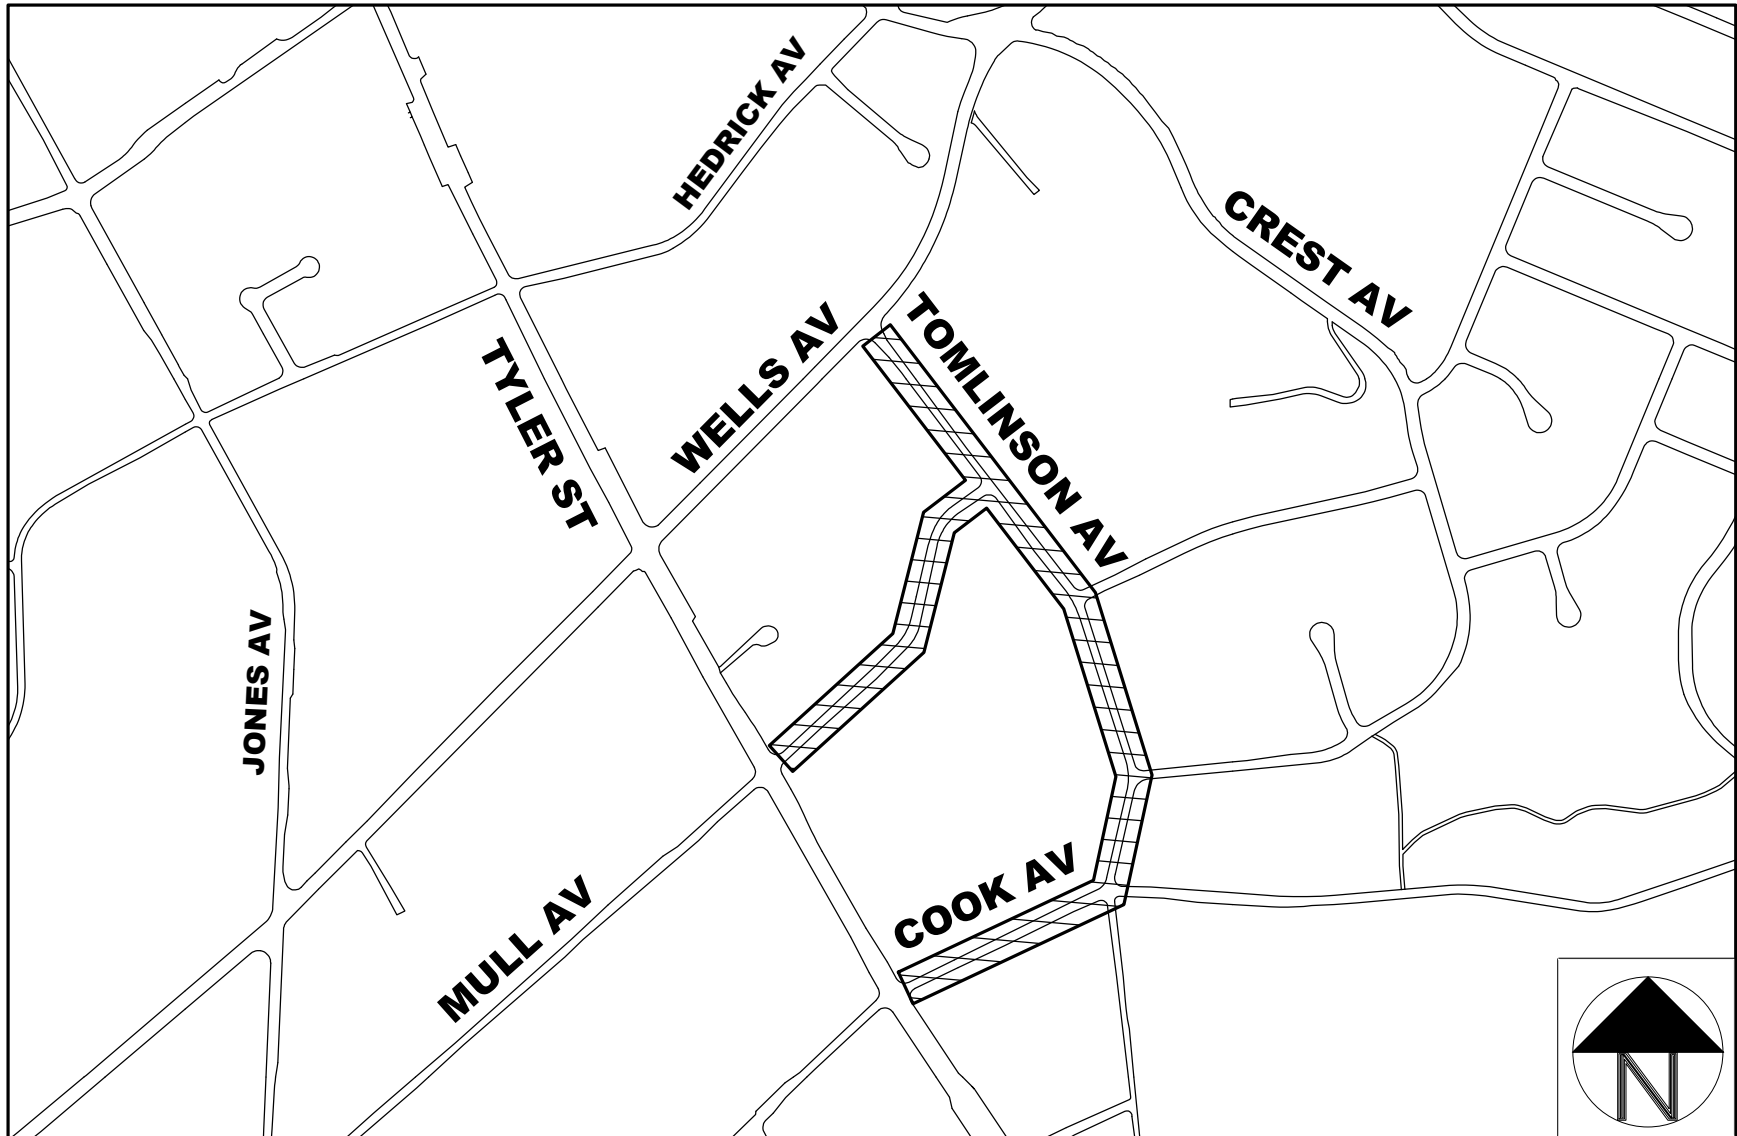 HEDRICK AV
CREST AV
TOMLINSON AV
WELLS AV
TYLER ST
JONES AV
COOK AV
MULL AV
N